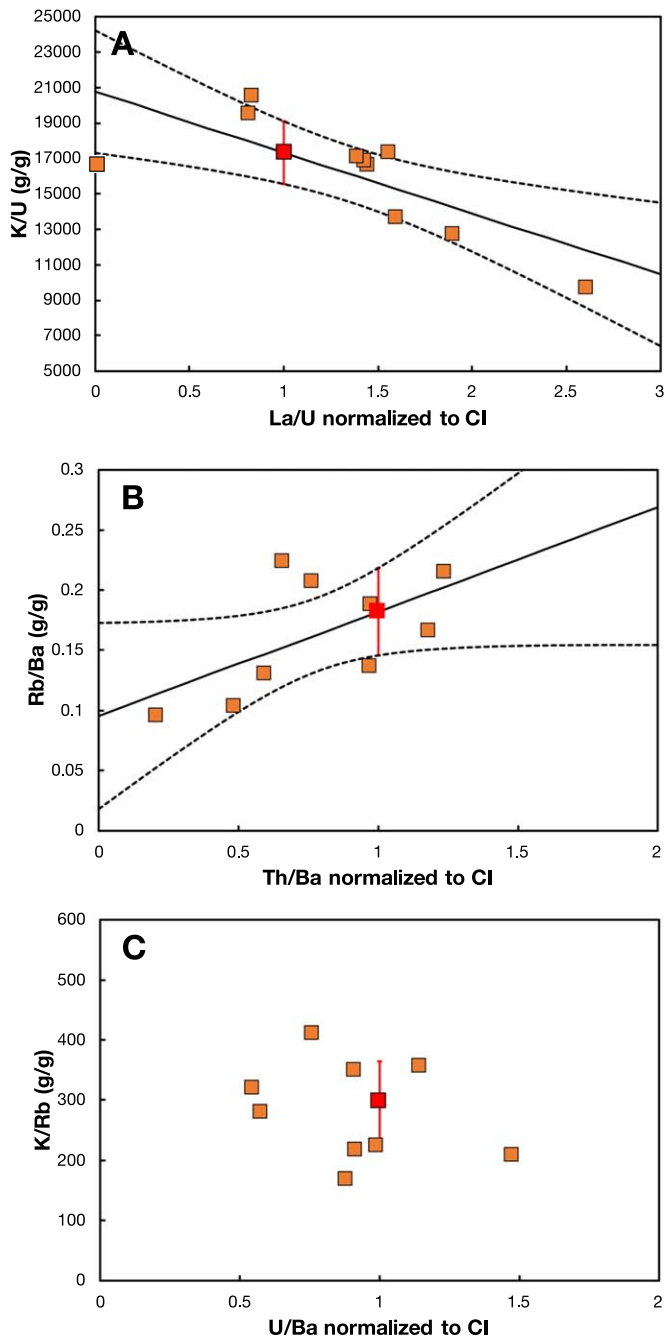 A
25000
23000
21000
19000
17000
15000
13000
11000
9000
7000
5000
K/U (g/g)
0 0.5 1 1.5 2 2.5 3
La/U normalized to CI
B
0.3
0.25
0.2
0.15
0.1
0.05
0
Rb/Ba (g/g)
0 0.5 1 1.5 2
Th/Ba normalized to CI
C
600
500
400
300
200
100
0
K/Rb (g/g)
0 0.5 1 1.5 2
U/Ba normalized to CI